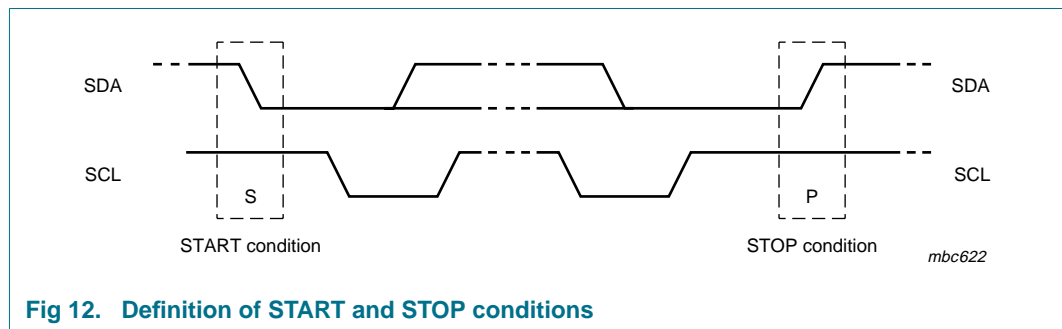 SDA SDA
SCL SCL
S P
START condition STOP condition
mbc622
Fig 12. Definition of START and STOP conditions